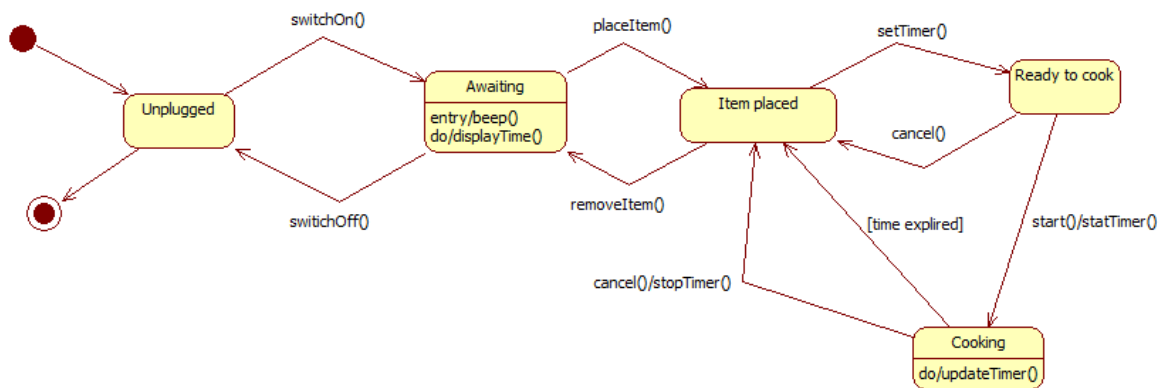 switchOn()
placeItem()
setTimer()
Unplugged
Awaiting
entry/beep()
do/displayTime()
Item placed
Ready to cook
cancel()
removeItem()
switichOff()
[time explired]
start()/statTimer()
cancel()/stopTimer()
Cooking
do/updateTimer()